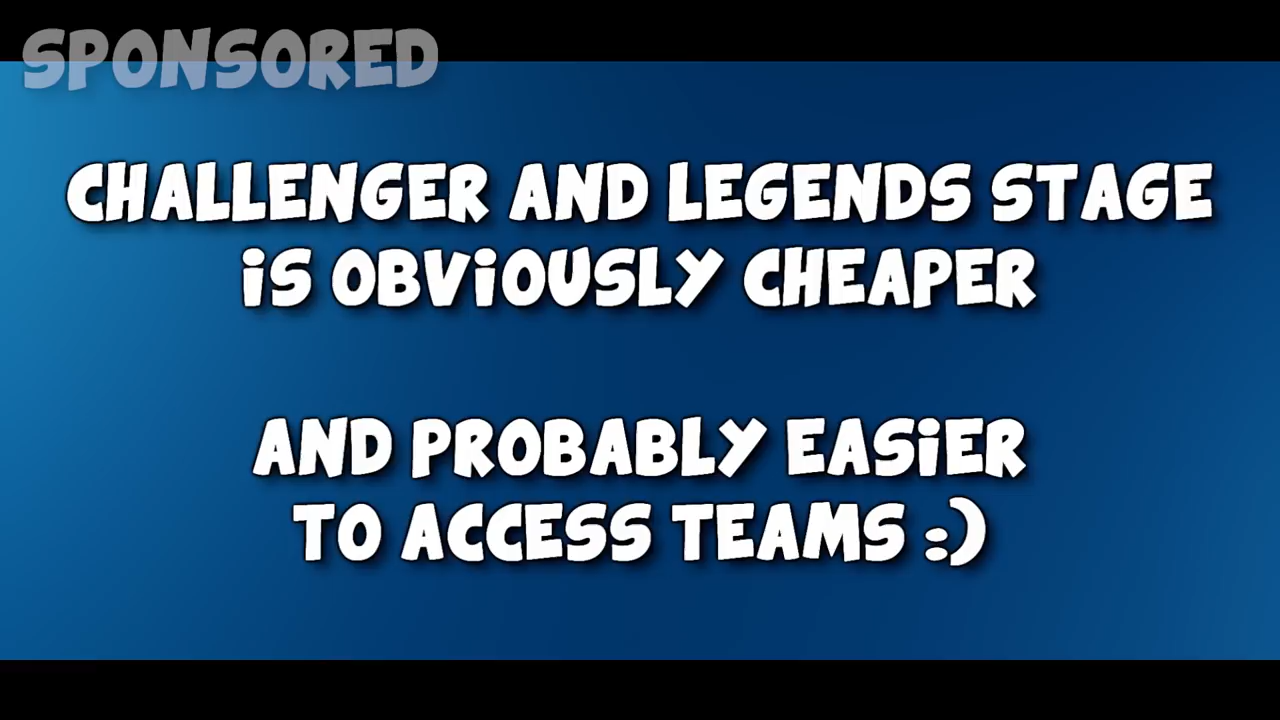 SPONSORED
CHALLENGER AND LEGENDS STAGE
iS OBViOUSLY CHEAPER
AND PROBABLY EASiER
TO ACCESS TEAMS :)